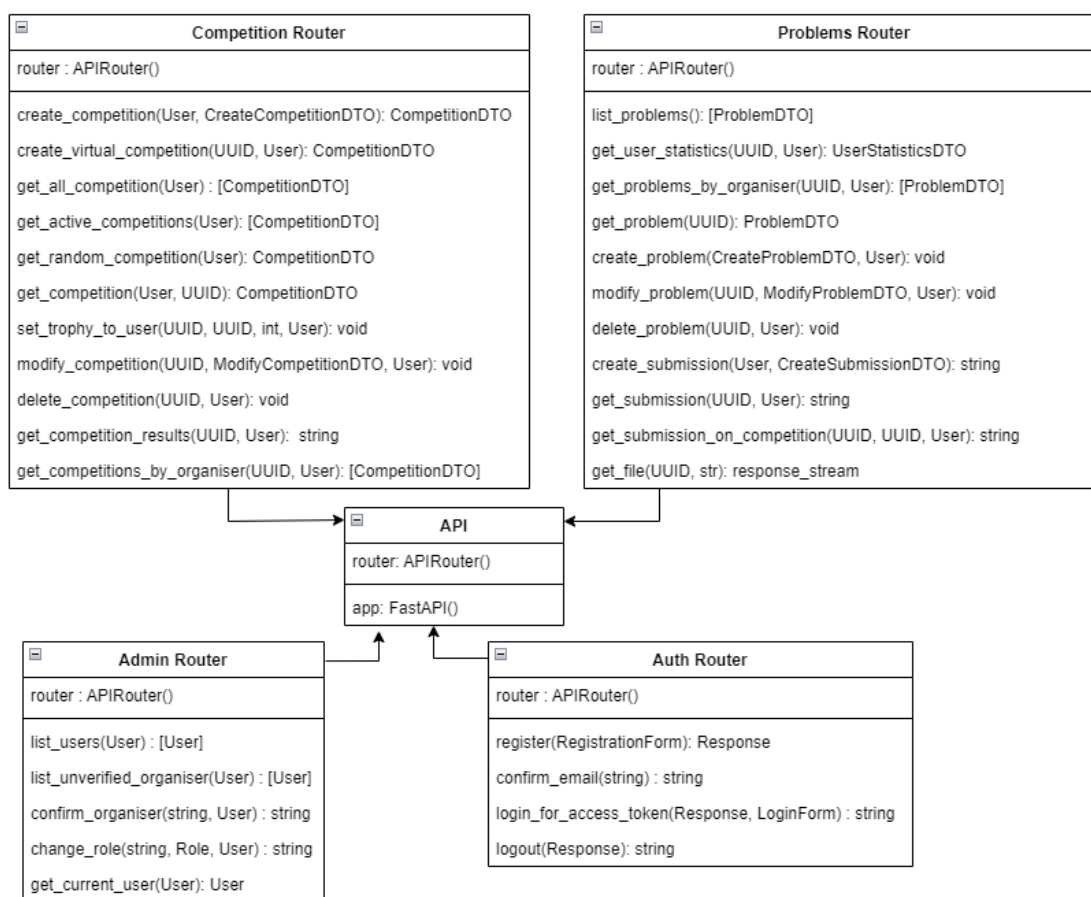 Competition Router
router : APIRouter()
create_competition(User, CreateCompetitionDTO): CompetitionDTO
create_virtual_competition(UUID, User): CompetitionDTO
get_all_competition(User) : [CompetitionDTO]
get_active_competitions(User): [CompetitionDTO]
get_random_competition(User): CompetitionDTO
get_competition(User, UUID): CompetitionDTO
set_trophy_to_user(UUID, UUID, int, User): void
modify_competition(UUID, ModifyCompetitionDTO, User): void
delete_competition(UUID, User): void
get_competition_results(UUID, User): string
get_competitions_by_organiser(UUID, User): [CompetitionDTO]
Problems Router
router : APIRouter()
list_problems(): [ProblemDTO]
get_user_statistics(UUID, User): UserStatisticsDTO
get_problems_by_organiser(UUID, User): [ProblemDTO]
get_problem(UUID): ProblemDTO
create_problem(CreateProblemDTO, User): void
modify_problem(UUID, ModifyProblemDTO, User): void
delete_problem(UUID, User): void
create_submission(User, CreateSubmissionDTO): string
get_submission(UUID, User): string
get_submission_on_competition(UUID, UUID, User): string
get_file(UUID, str): response_stream
API
router: APIRouter()
app: FastAPI()
Admin Router
router : APIRouter()
list_users(User) : [User]
list_unverified_organiser(User) : [User]
confirm_organiser(string, User) : string
change_role(string, Role, User) : string
get_current_user(User): User
Auth Router
router : APIRouter()
register(RegistrationForm): Response
confirm_email(string) : string
login_for_access_token(Response, LoginForm) : string
logout(Response): string